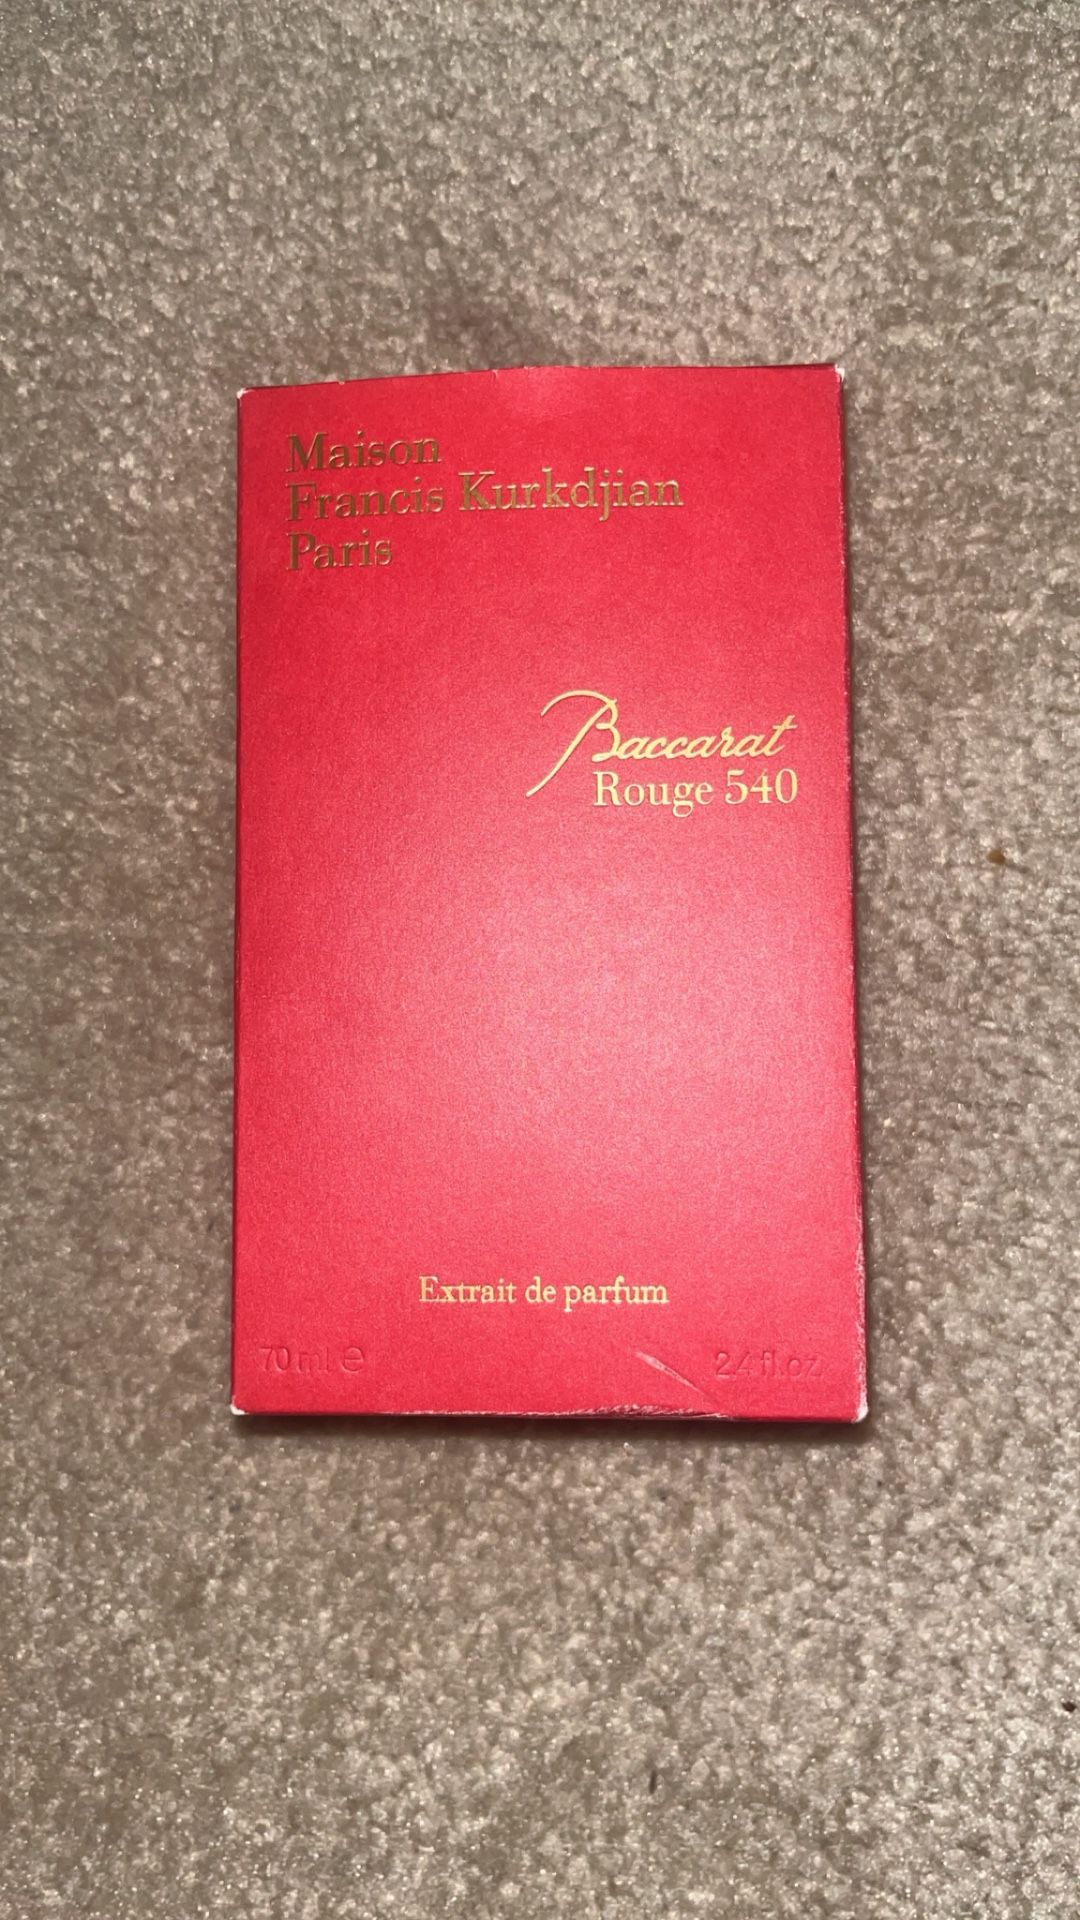 Maison
Francis Kurkdjian
Paris
Baccarat
Rouge 540
Extrait de parfum
70 ml ℮
2.4 fl.oz